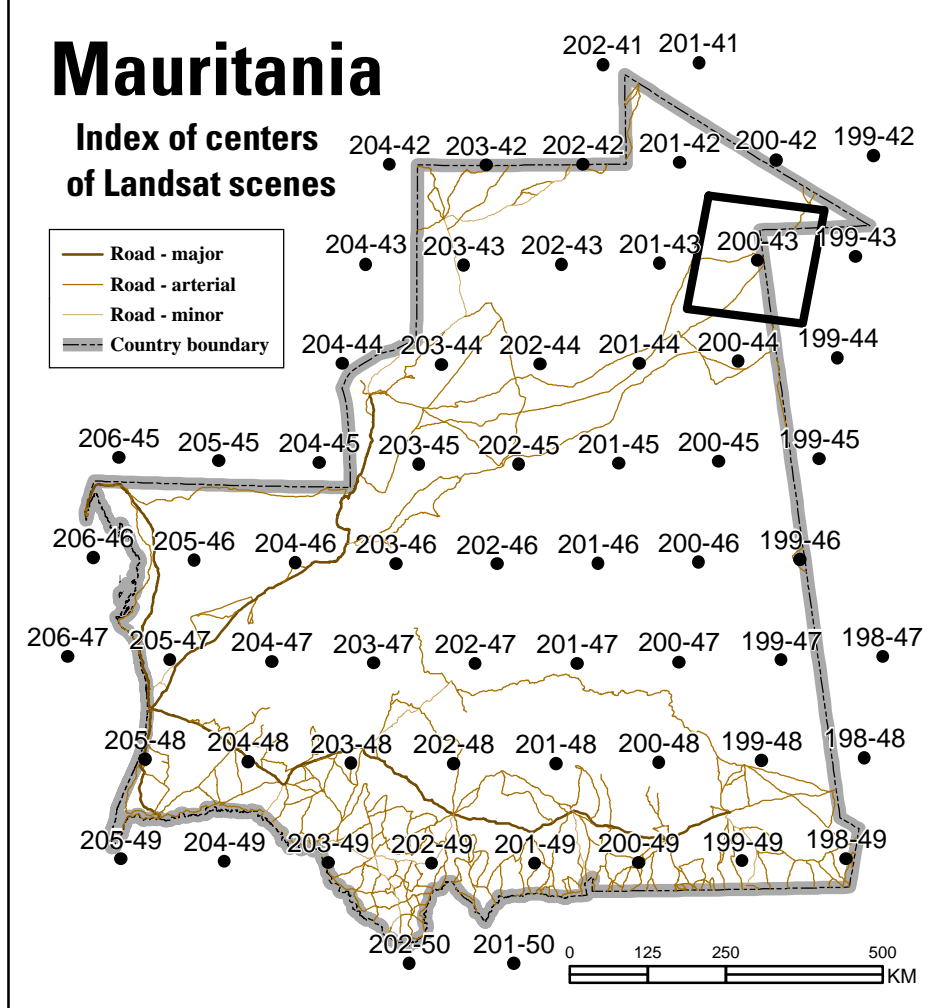 Mauritania
Index of centers
of Landsat scenes
Road - major
Road - arterial
Road - minor
Country boundary
202-41 201-41
204-42 203-42 202-42 201-42 200-42 199-42
204-43 203-43 202-43 201-43 200-43 199-43
204-44 203-44 202-44 201-44 200-44 199-44
206-45 205-45 204-45 203-45 202-45 201-45 200-45 199-45
206-46 205-46 204-46 203-46 202-46 201-46 200-46 199-46
206-47 205-47 204-47 203-47 202-47 201-47 200-47 199-47 198-47
205-48 204-48 203-48 202-48 201-48 200-48 199-48 198-48
205-49 204-49 203-49 202-49 201-49 200-49 199-49 198-49
202-50 201-50
0 125 250 500
KM